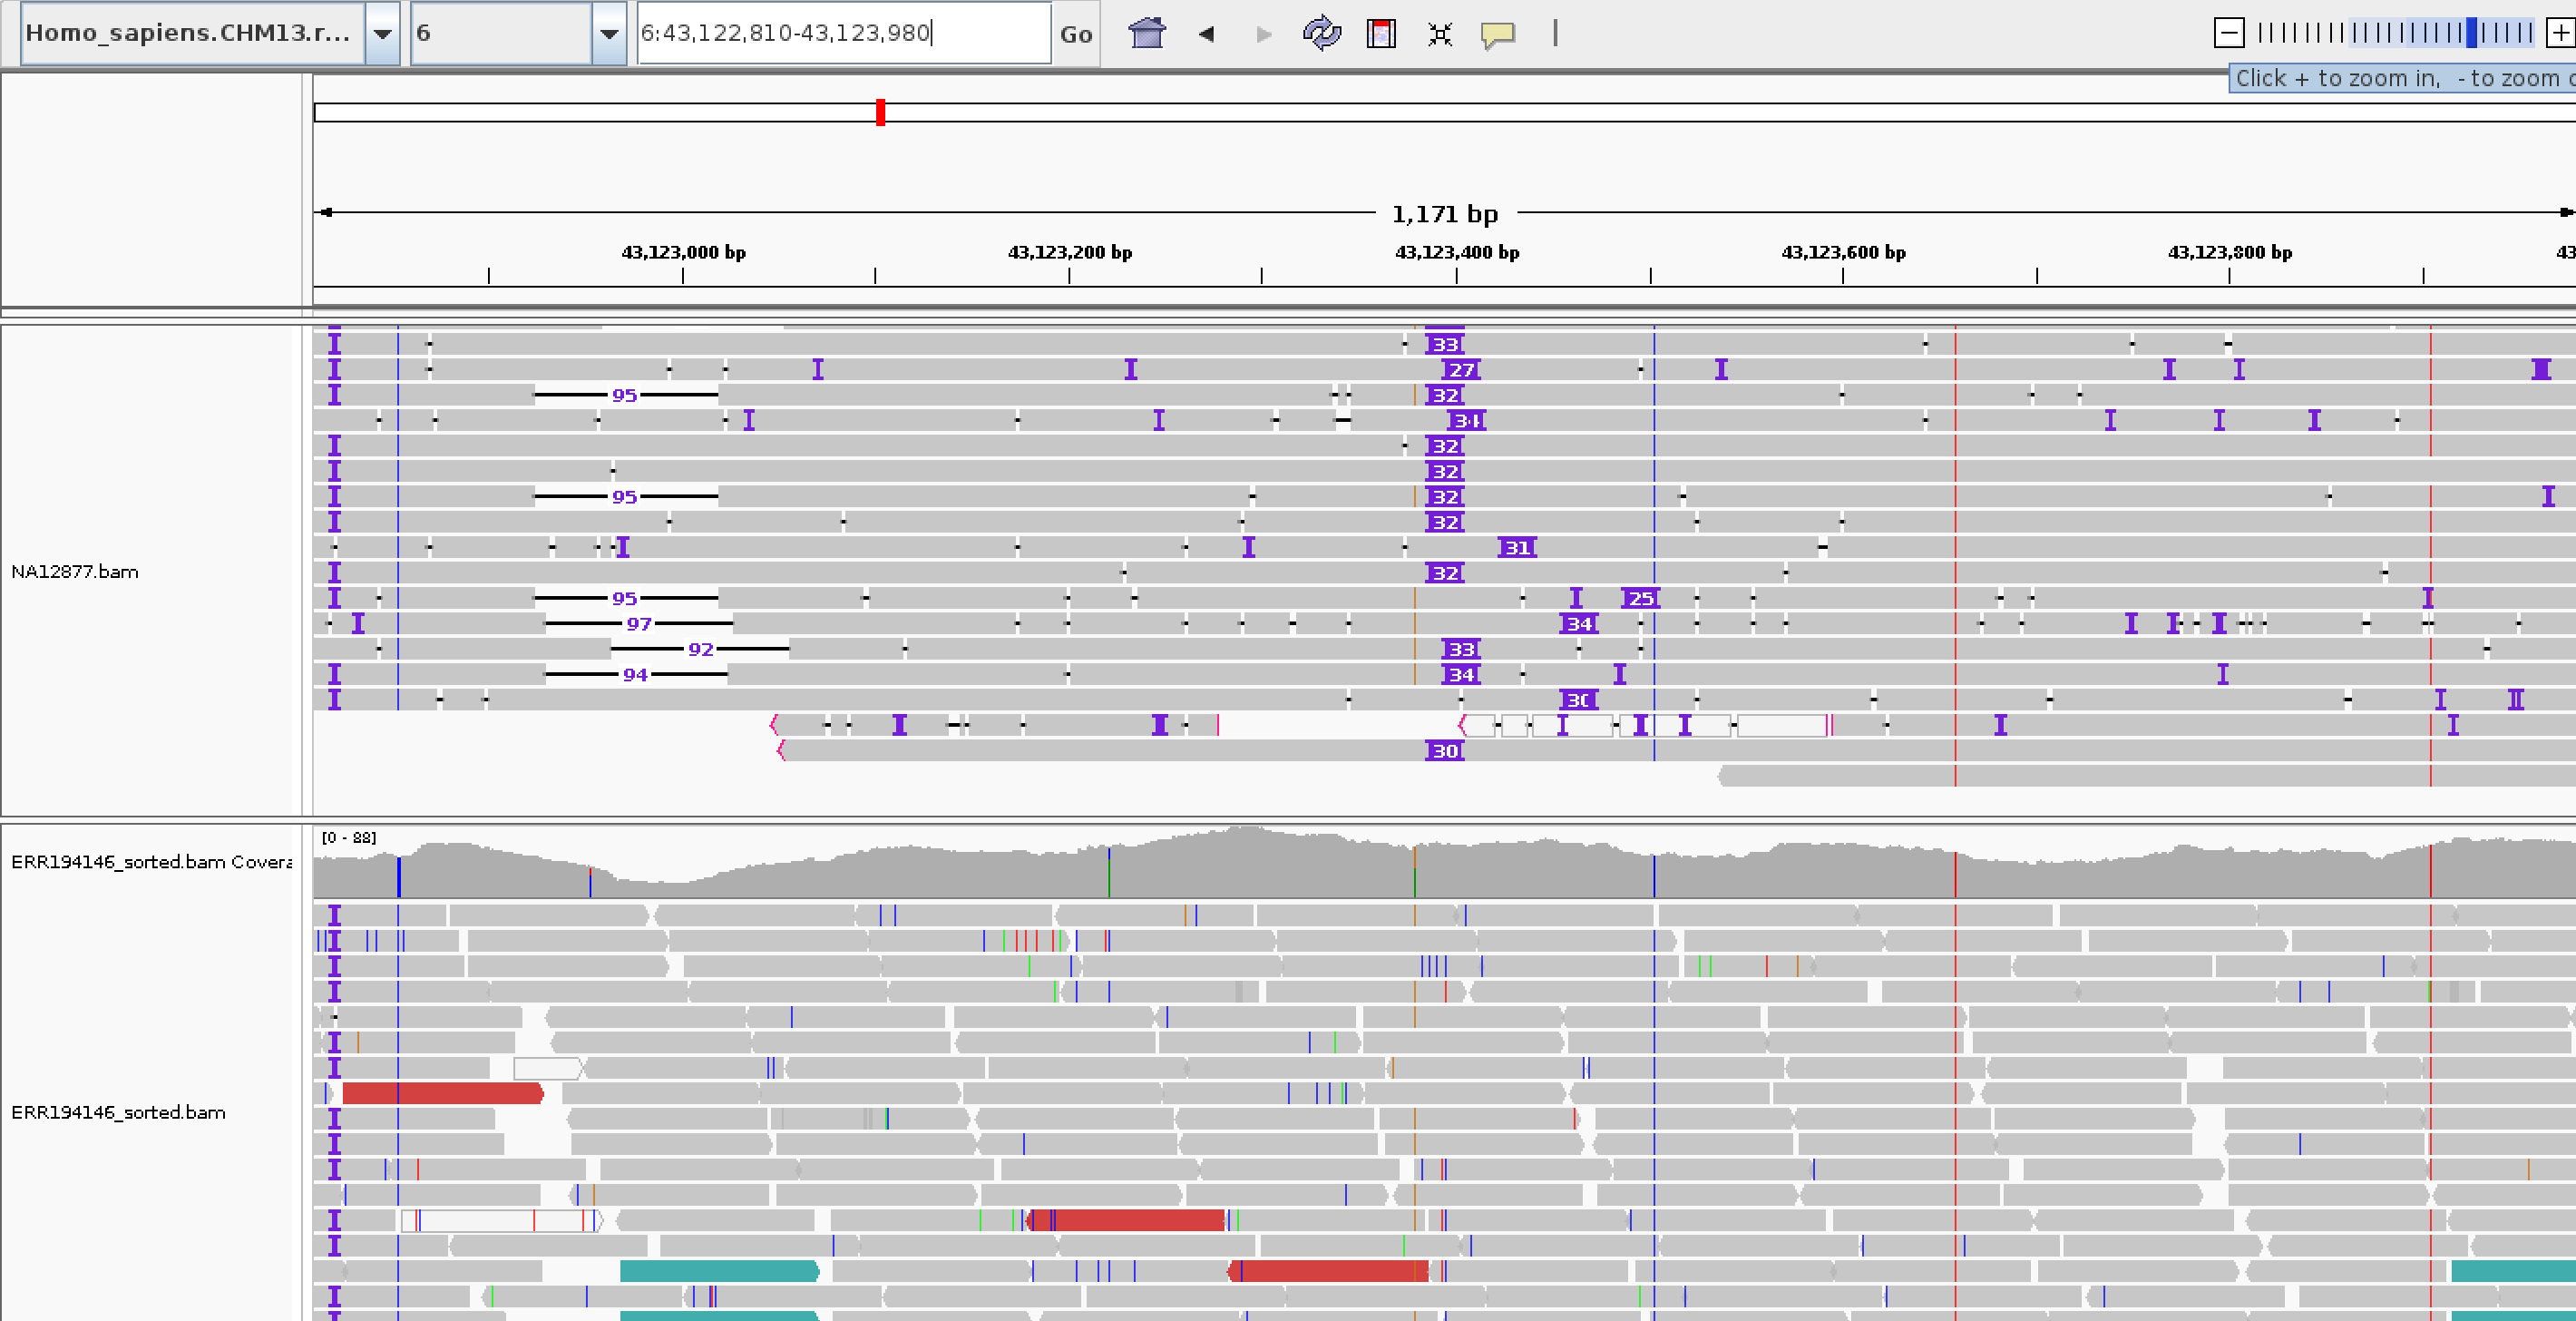 Homo_sapiens.CHM13.r... 6 6:43,122,810-43,123,980 Go
Click + to zoom in, - to zoom o
1,171 bp
43,123,000 bp 43,123,200 bp 43,123,400 bp 43,123,600 bp 43,123,800 bp 43
33
27
95 32
34
32
32
95 32
32
31
NA12877.bam
32
95 25
97 34
92 33
94 34
30
30
[0 - 88]
ERR194146_sorted.bam Covera
ERR194146_sorted.bam